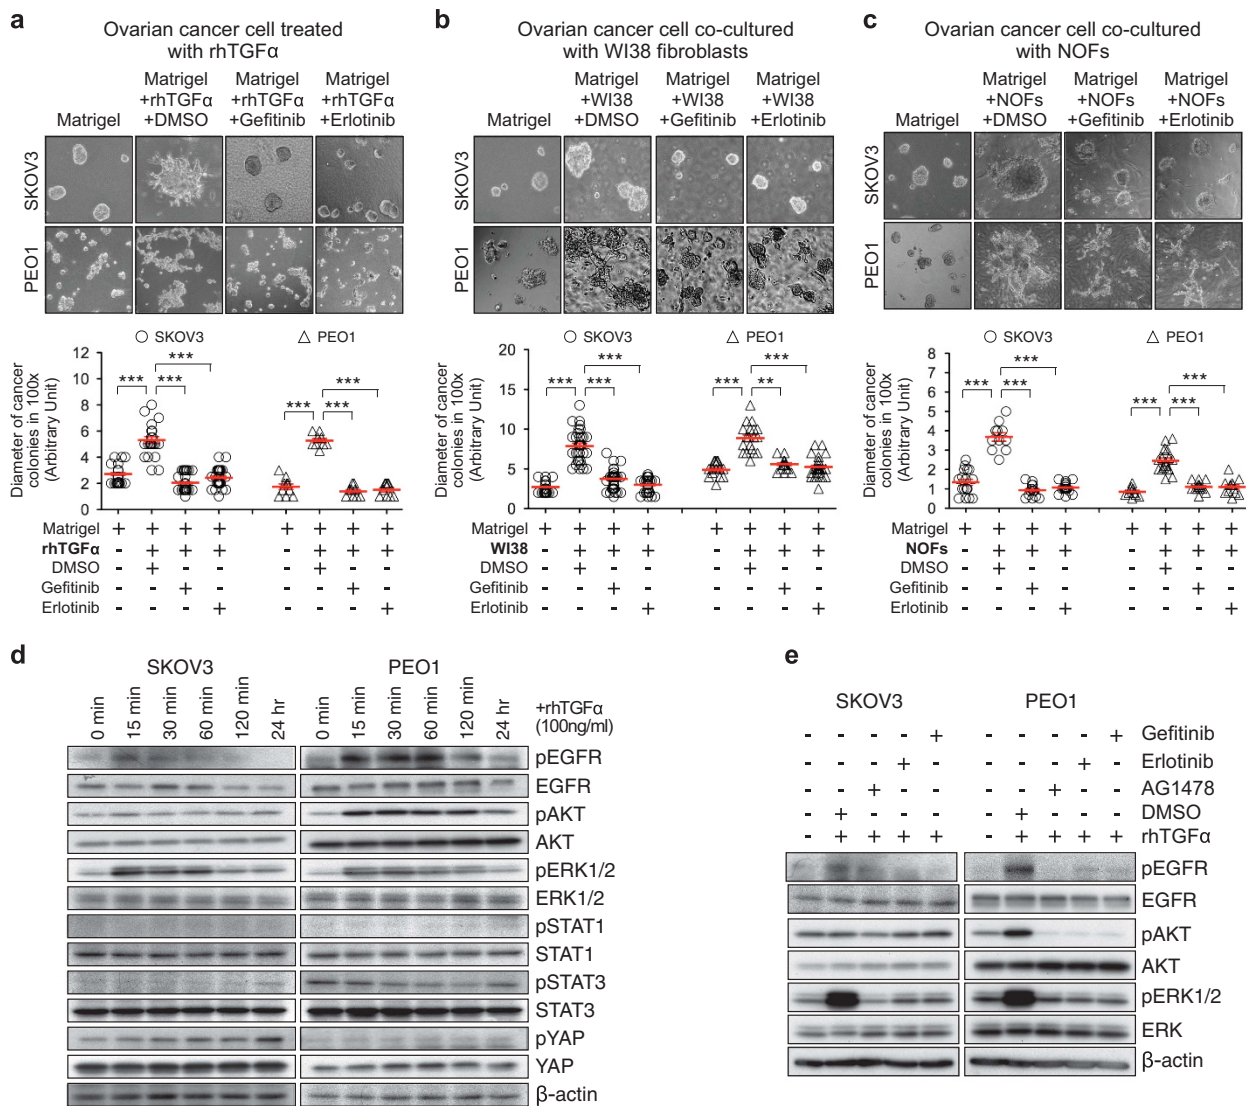 a
Ovarian cancer cell treated
with rhTGFα
Matrigel
Matrigel
+rhTGFα
+DMSO
Matrigel
+rhTGFα
+Gefitinib
Matrigel
+rhTGFα
+Erlotinib
SKOV3
PEO1
○ SKOV3
△ PEO1
Diameter of cancer
colonies in 100x
(Arbitrary Unit)
12
10
8
6
4
2
0
*** *** ***
*** *** ***
Matrigel + + + + + + + +
rhTGFα - + + + - + + +
DMSO - + - - - + - -
Gefitinib - - + - - - + -
Erlotinib - - - + - - - +
b
Ovarian cancer cell co-cultured
with WI38 fibroblasts
Matrigel
Matrigel
+WI38
+DMSO
Matrigel
+WI38
+Gefitinib
Matrigel
+WI38
+Erlotinib
SKOV3
PEO1
○ SKOV3
△ PEO1
Diameter of cancer
colonies in 100x
(Arbitrary Unit)
20
15
10
5
0
*** *** ***
*** ** ***
Matrigel + + + + + + + +
WI38 - + + + - + + +
DMSO - + - - - + - -
Gefitinib - - + - - - + -
Erlotinib - - - + - - - +
c
Ovarian cancer cell co-cultured
with NOFs
Matrigel
Matrigel
+NOFs
+DMSO
Matrigel
+NOFs
+Gefitinib
Matrigel
+NOFs
+Erlotinib
SKOV3
PEO1
○ SKOV3
△ PEO1
Diameter of cancer
colonies in 100x
(Arbitrary Unit)
8
7
6
5
4
3
2
1
0
*** *** ***
*** *** ***
Matrigel + + + + + + + +
NOFs - + + + - + + +
DMSO - + - - - + - -
Gefitinib - - + - - - + -
Erlotinib - - - + - - - +
d
SKOV3
PEO1
0 min 15 min 30 min 60 min 120 min 24 hr 0 min 15 min 30 min 60 min 120 min 24 hr
+rhTGFα
(100ng/ml)
pEGFR
EGFR
pAKT
AKT
pERK1/2
ERK1/2
pSTAT1
STAT1
pSTAT3
STAT3
pYAP
YAP
β-actin
e
SKOV3
PEO1
- - - - + - - - - + Gefitinib
- - - + - - - - + - Erlotinib
- - + - - - - + - - AG1478
- + - - - - + - - - DMSO
- + + + + - + + + + rhTGFα
pEGFR
EGFR
pAKT
AKT
pERK1/2
ERK
β-actin